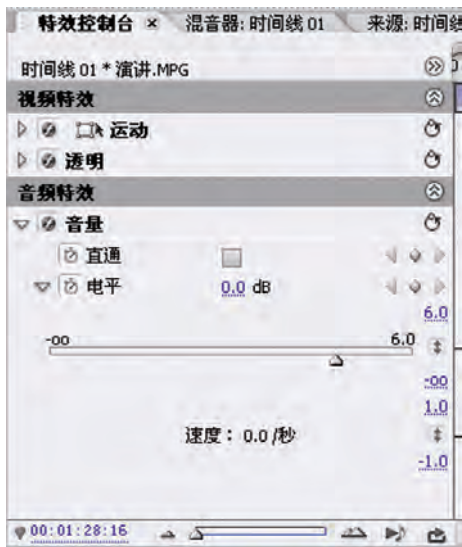 特效控制台 × 混音器: 时间线 01 来源: 时间线
时间线 01 * 演讲.MPG
视频特效
运动
透明
音频特效
音量
直通
电平 0.0 dB
6.0
-oo 6.0
-oo
1.0
速度： 0.0 /秒
-1.0
00:01:28:16